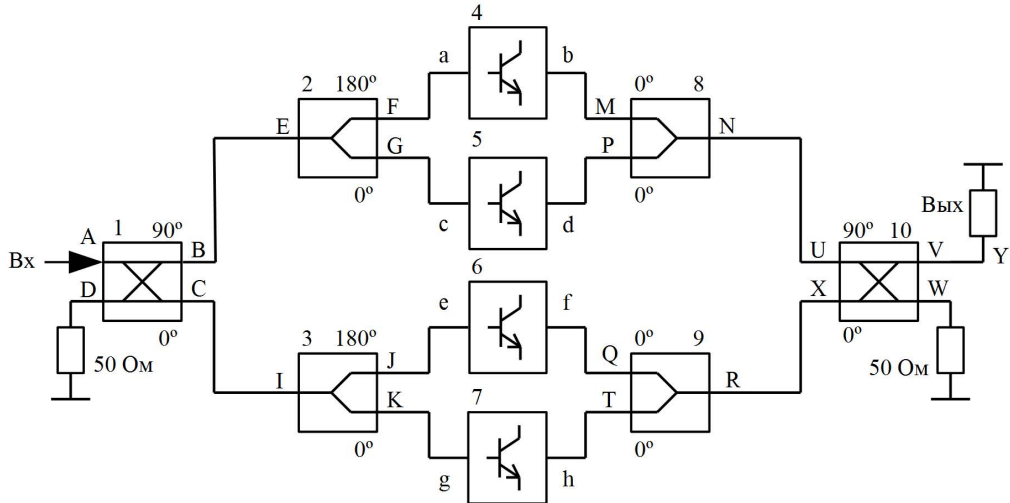 4
a b
2 180º 0º 8
F M
E N
G 5 P
0º 0º
Вых
A 1 90º B c d 90º 10
Вх U V Y
6
D C e f X W
0º 3 180º 0º 9 0º
J Q
50 Ом 50 Ом
I R
K 7 T
0º 0º
g h